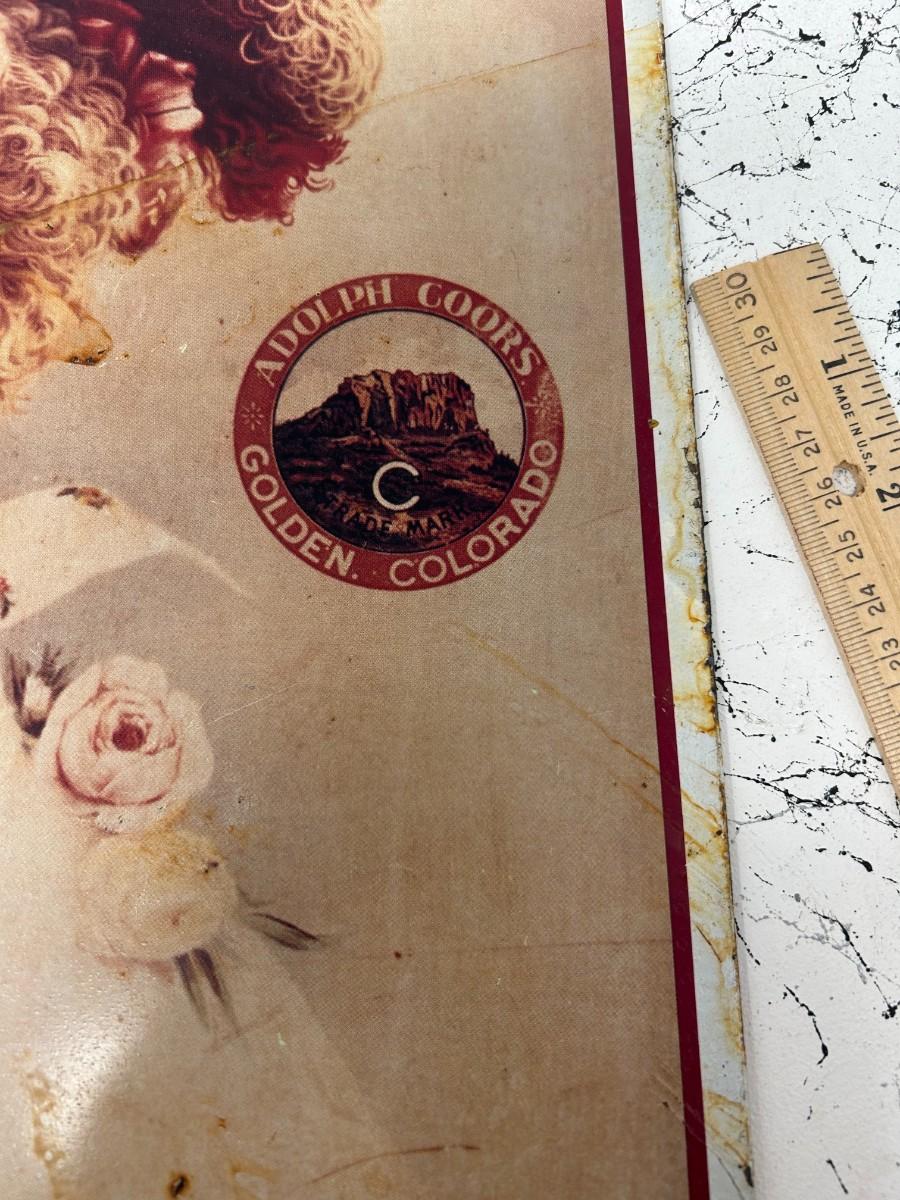 ADOLPH COORS.
C
TRADE MARK
GOLDEN. COLORADO
30 29 28 27 26 25 24 23
1 2
MADE IN U.S.A.